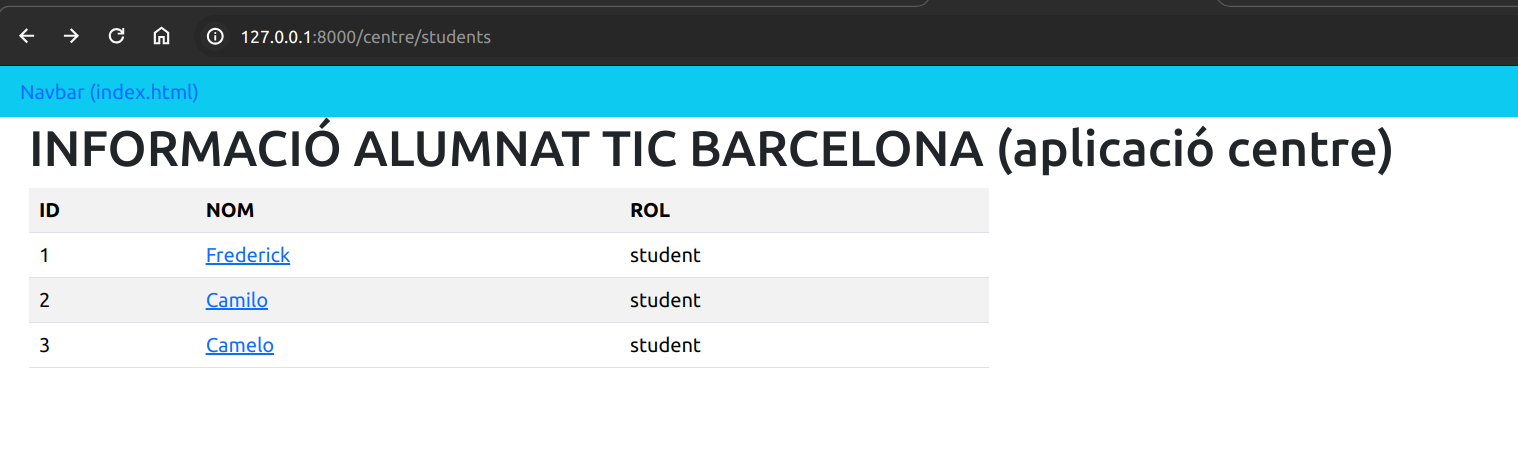 127.0.0.1:8000/centre/students
Navbar (index.html)
INFORMACIÓ ALUMNAT TIC BARCELONA (aplicació centre)
ID NOM ROL
1 Frederick student
2 Camilo student
3 Camelo student